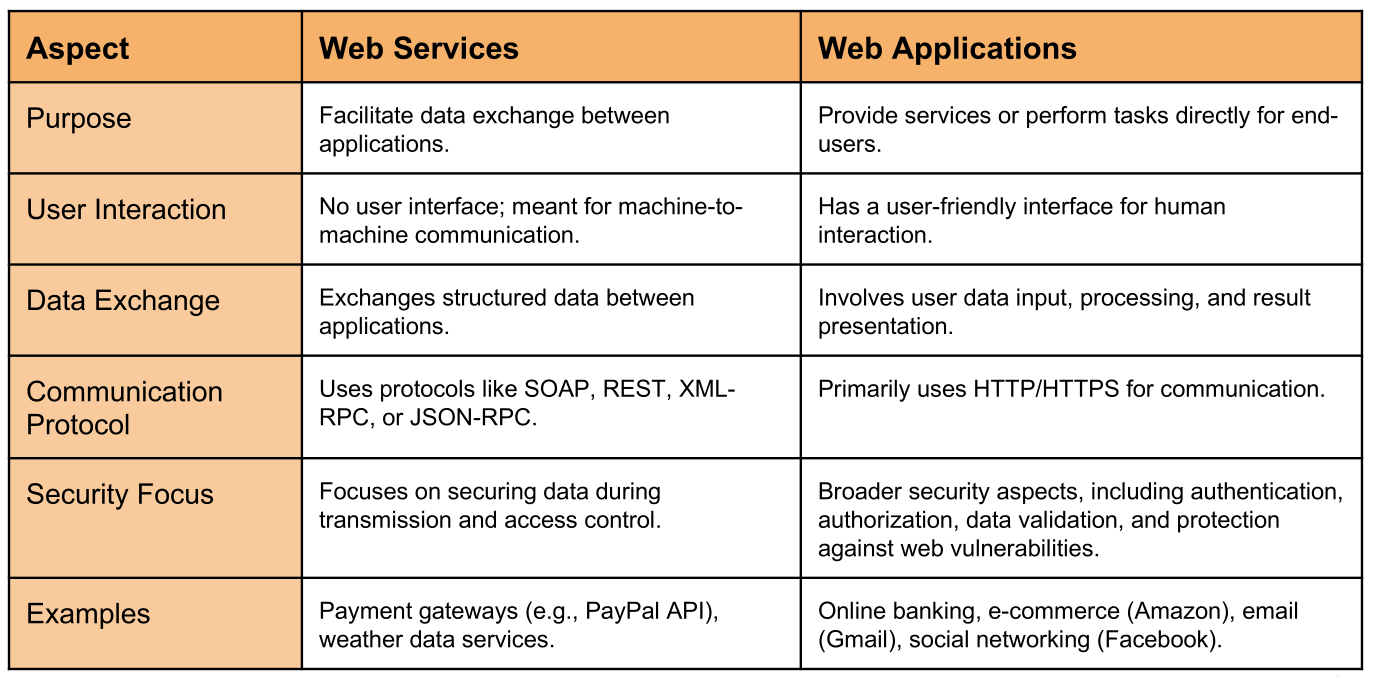 Aspect
Web Services
Web Applications
Purpose
Facilitate data exchange between
applications.
Provide services or perform tasks directly for end-
users.
User Interaction
No user interface; meant for machine-to-
machine communication.
Has a user-friendly interface for human
interaction.
Data Exchange
Exchanges structured data between
applications.
Involves user data input, processing, and result
presentation.
Communication
Protocol
Uses protocols like SOAP, REST, XML-
RPC, or JSON-RPC.
Primarily uses HTTP/HTTPS for communication.
Security Focus
Focuses on securing data during
transmission and access control.
Broader security aspects, including authentication,
authorization, data validation, and protection
against web vulnerabilities.
Examples
Payment gateways (e.g., PayPal API),
weather data services.
Online banking, e-commerce (Amazon), email
(Gmail), social networking (Facebook).